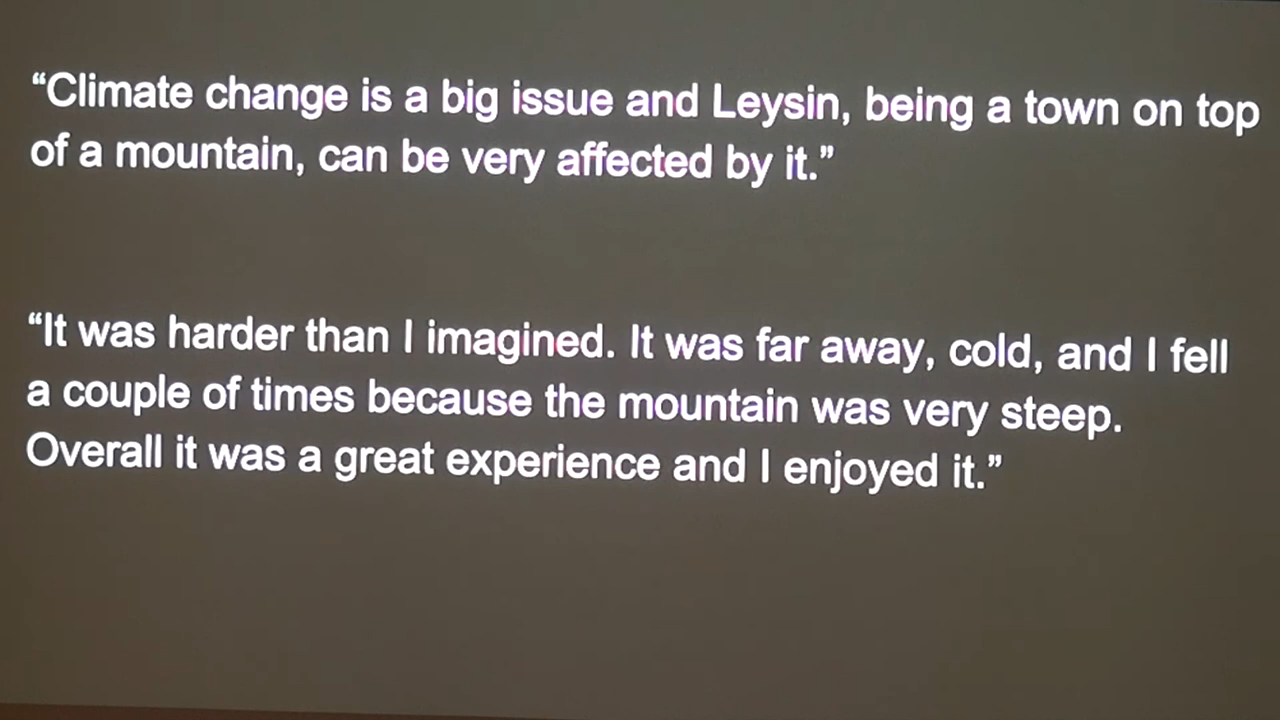 “Climate change is a big issue and Leysin, being a town on top
of a mountain, can be very affected by it.”
“It was harder than I imagined. It was far away, cold, and I fell
a couple of times because the mountain was very steep.
Overall it was a great experience and I enjoyed it.”